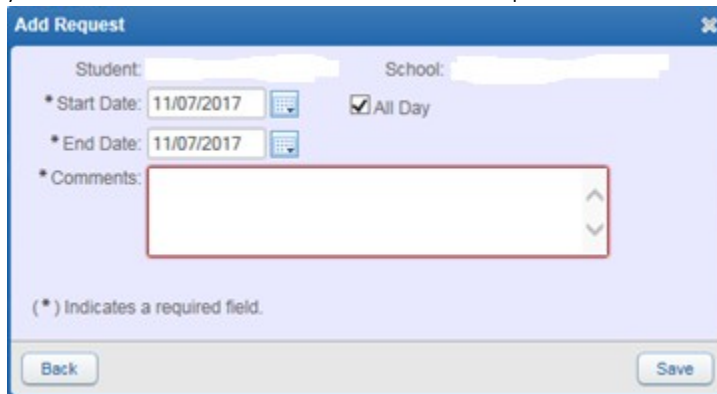 Add Request
Student: School:
* Start Date: 11/07/2017 All Day
* End Date: 11/07/2017
* Comments:
(*) Indicates a required field.
Back Save